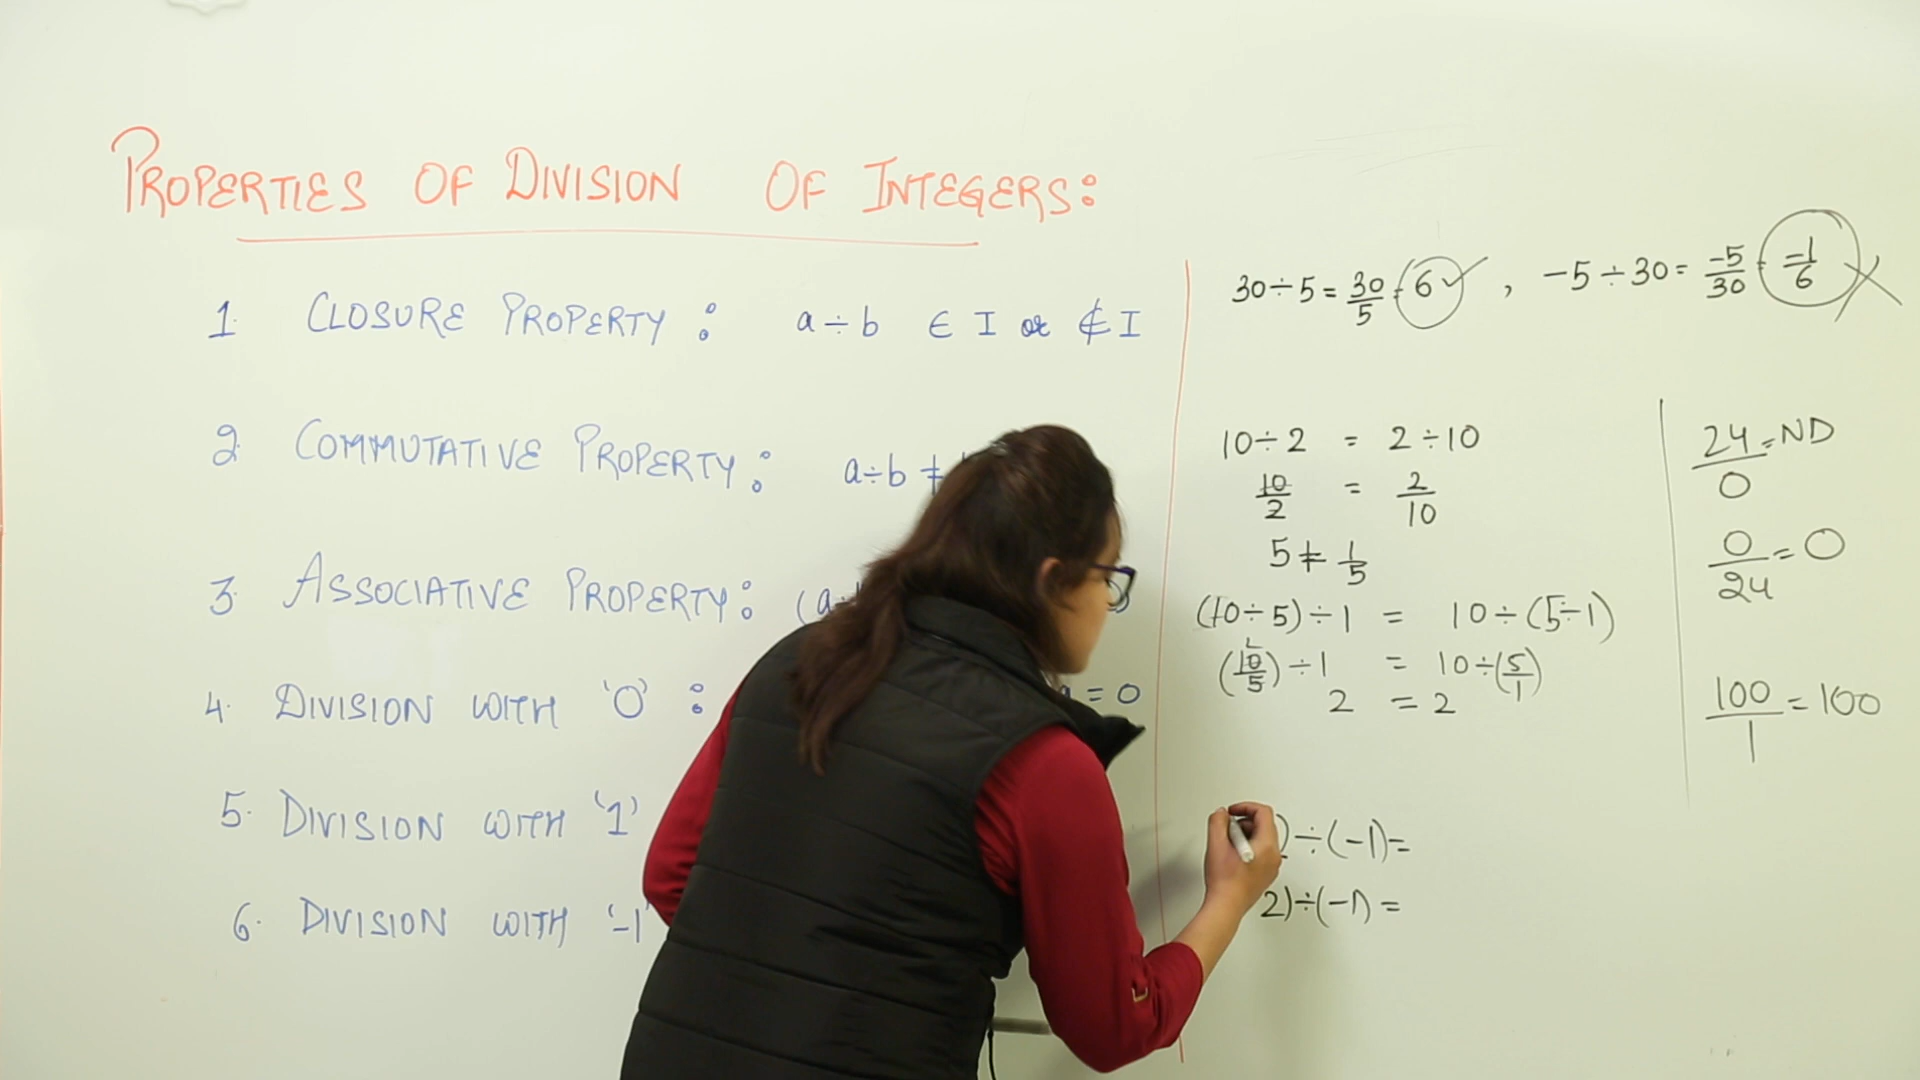 PROPERTIES OF DIVISION OF INTEGERS:
1. CLOSURE PROPERTY : a ÷ b ∈ I or ∉ I
2. COMMUTATIVE PROPERTY : a÷b ≠
3. ASSOCIATIVE PROPERTY : (a
4. DIVISION WITH '0' : = 0
5. DIVISION WITH '1'
6. DIVISION WITH '-1'
30÷5 = 30/5 = 6 ✓ , -5÷30 = -5/30 = -1/6 ✗
10÷2 = 2÷10
10/2 = 2/10
5 ≠ 1/5
(10÷5)÷1 = 10÷(5÷1)
(10/5)÷1 = 10÷(5/1)
2 = 2
)÷(-1)=
2)÷(-1) =
24/0 = ND
0/24 = 0
100/1 = 100